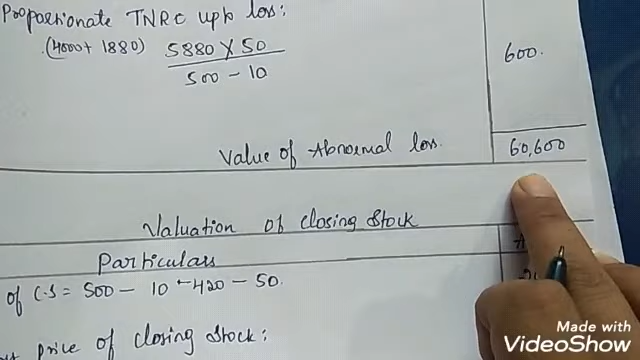 Proportionate TNRE upto loss:
(4000 + 1880) 5880 X 50
500 - 10
600.
Value of Abnormal loss. 60,600
Valuation of closing stock
Particulars
of C.S = 500 - 10 - 420 - 50.
price of closing stock:
Made with
VideoShow